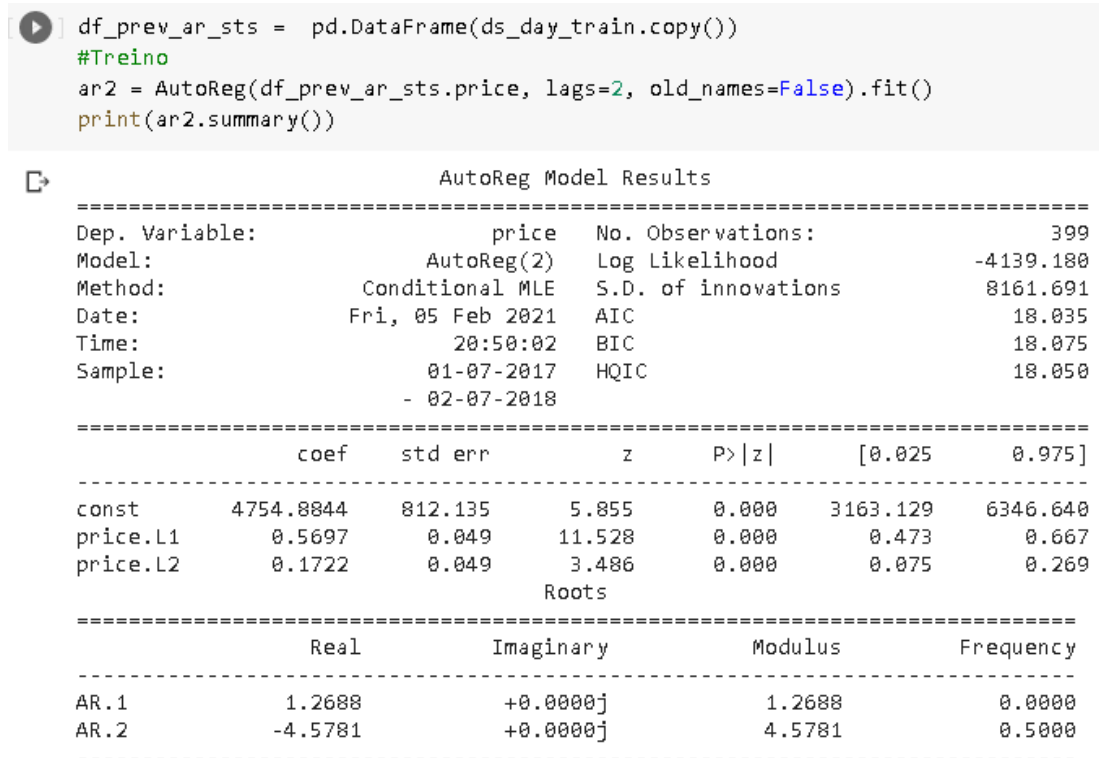 df_prev_ar_sts =  pd.DataFrame(ds_day_train.copy())
#Treino
ar2 = AutoReg(df_prev_ar_sts.price, lags=2, old_names=False).fit()
print(ar2.summary())
AutoReg Model Results
==============================================================================
Dep. Variable: price No. Observations: 399
Model: AutoReg(2) Log Likelihood -4139.180
Method: Conditional MLE S.D. of innovations 8161.691
Date: Fri, 05 Feb 2021 AIC 18.035
Time: 20:50:02 BIC 18.075
Sample: 01-07-2017 HQIC 18.050
- 02-07-2018
==============================================================================
coef std err z P>|z| [0.025 0.975]
------------------------------------------------------------------------------
const 4754.8844 812.135 5.855 0.000 3163.129 6346.640
price.L1 0.5697 0.049 11.528 0.000 0.473 0.667
price.L2 0.1722 0.049 3.486 0.000 0.075 0.269
Roots
=============================================================================
Real Imaginary Modulus Frequency
-----------------------------------------------------------------------------
AR.1 1.2688 +0.0000j 1.2688 0.0000
AR.2 -4.5781 +0.0000j 4.5781 0.5000
-----------------------------------------------------------------------------